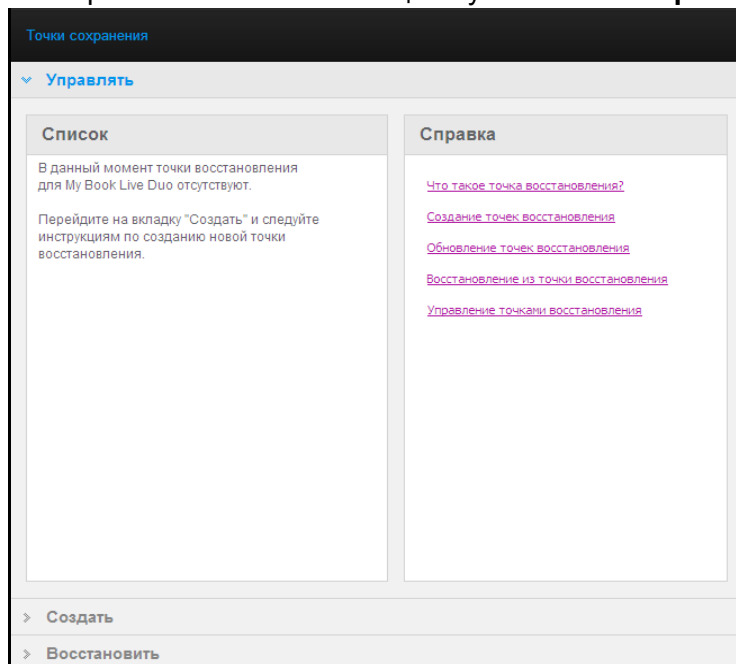 Точки сохранения
Управлять
Список
В данный момент точки восстановления
для My Book Live Duo отсутствуют.
Перейдите на вкладку "Создать" и следуйте
инструкциям по созданию новой точки
восстановления.
Справка
Что такое точка восстановления?
Создание точек восстановления
Обновление точек восстановления
Восстановление из точки восстановления
Управление точками восстановления
Создать
Восстановить